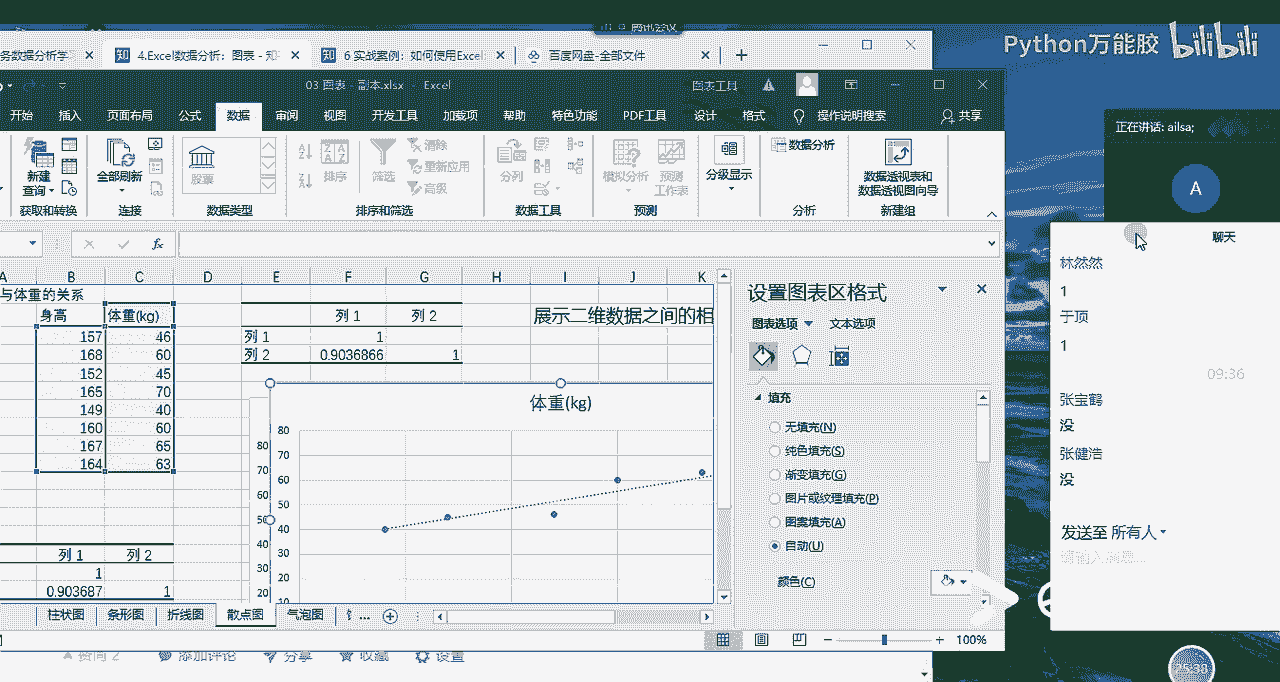 腾讯会议
Python万能胶 bilibili
务数据分析学
4.Excel数据分析：图表 - 知
6 实战案例：如何使用Excel
百度网盘-全部文件
03 图表 - 副本.xlsx - Excel
图表工具
开始 插入 页面布局 公式 数据 审阅 视图 开发工具 加载项 帮助 特色功能 PDF工具 设计 格式 操作说明搜索 共享
新建
查询
获取和转换
全部刷新
连接
股票
数据类型
排序
筛选
清除
重新应用
高级
排序和筛选
分列
数据工具
模拟分析
预测
工作表
预测
分级显示
数据分析
分析
数据透视表和
数据透视图向导
新建组
fx
A B C D E F G H I J K
与体重的关系
身高 体重(kg)
157 46
168 60
152 45
165 70
149 40
160 60
167 65
164 63
列 1 列 2
列 1 1
列 2 0.9036866 1
展示二维数据之间的相
体重(kg)
80
70
60
50
40
30
20
10
80
70
60
50
40
30
20
列 1 列 2
1
0.903687 1
柱状图 条形图 折线图 散点图 气泡图 ...
100%
设置图表区格式
图表选项 文本选项
填充
无填充(N)
纯色填充(S)
渐变填充(G)
图片或纹理填充(P)
图案填充(A)
自动(U)
颜色(C)
正在讲话: ailsa;
A
聊天
林然然
1
于顶
1
09:36
张宝鹤
没
张健浩
没
发送至 所有人
请输入消息...
赞同 2 添加评论 分享 收藏 设置